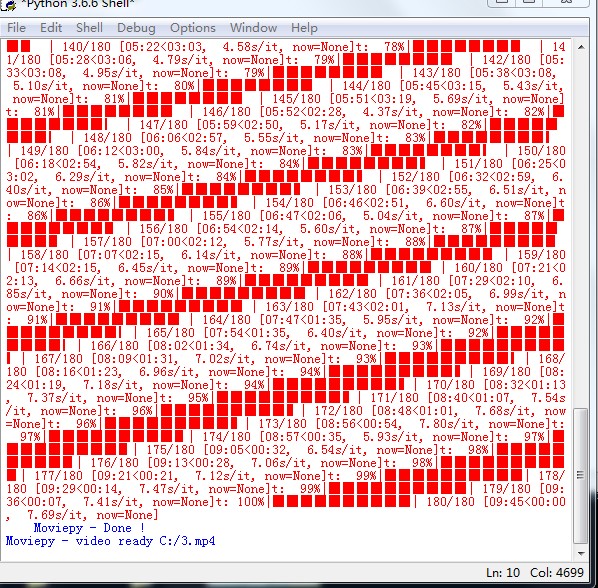 *Python 3.6.6 Shell*
File Edit Shell Debug Options Window Help
| 140/180 [05:22<03:03, 4.58s/it, now=None]t: 78%| | 14
1/180 [05:28<03:06, 4.79s/it, now=None]t: 79%| | 142/180 [05:
33<03:08, 4.95s/it, now=None]t: 79%| | 143/180 [05:38<03:08,
5.10s/it, now=None]t: 80%| | 144/180 [05:45<03:15, 5.43s/it
, now=None]t: 81%| | 145/180 [05:51<03:19, 5.69s/it, now=None]
t: 81%| | 146/180 [05:52<02:28, 4.37s/it, now=None]t: 82%|
| 147/180 [05:59<02:50, 5.17s/it, now=None]t: 82%|
| 148/180 [06:06<02:57, 5.55s/it, now=None]t: 83%|
| 149/180 [06:12<03:00, 5.84s/it, now=None]t: 83%| | 150/180
[06:18<02:54, 5.82s/it, now=None]t: 84%| | 151/180 [06:25<0
3:02, 6.29s/it, now=None]t: 84%| | 152/180 [06:32<02:59, 6.
40s/it, now=None]t: 85%| | 153/180 [06:39<02:55, 6.51s/it, n
ow=None]t: 86%| | 154/180 [06:46<02:51, 6.60s/it, now=None]t
: 86%| | 155/180 [06:47<02:06, 5.04s/it, now=None]t: 87%|
| 156/180 [06:54<02:14, 5.60s/it, now=None]t: 87%|
| 157/180 [07:00<02:12, 5.77s/it, now=None]t: 88%|
| 158/180 [07:07<02:15, 6.14s/it, now=None]t: 88%| | 159/180
[07:14<02:15, 6.45s/it, now=None]t: 89%| | 160/180 [07:21<0
2:13, 6.66s/it, now=None]t: 89%| | 161/180 [07:29<02:10, 6.
85s/it, now=None]t: 90%| | 162/180 [07:36<02:05, 6.99s/it, n
ow=None]t: 91%| | 163/180 [07:43<02:01, 7.13s/it, now=None]t
: 91%| | 164/180 [07:47<01:35, 5.95s/it, now=None]t: 92%|
| 165/180 [07:54<01:35, 6.40s/it, now=None]t: 92%|
| 166/180 [08:02<01:34, 6.74s/it, now=None]t: 93%|
| 167/180 [08:09<01:31, 7.02s/it, now=None]t: 93%| | 168/
180 [08:16<01:23, 6.96s/it, now=None]t: 94%| | 169/180 [08:
24<01:19, 7.18s/it, now=None]t: 94%| | 170/180 [08:32<01:13
, 7.37s/it, now=None]t: 95%| | 171/180 [08:40<01:07, 7.54s
/it, now=None]t: 96%| | 172/180 [08:48<01:01, 7.68s/it, now
=None]t: 96%| | 173/180 [08:56<00:54, 7.80s/it, now=None]t:
97%| | 174/180 [08:57<00:35, 5.93s/it, now=None]t: 97%|
| 175/180 [09:05<00:32, 6.54s/it, now=None]t: 98%|
| 176/180 [09:13<00:28, 7.06s/it, now=None]t: 98%|
| 177/180 [09:21<00:21, 7.12s/it, now=None]t: 99%| | 178/
180 [09:29<00:14, 7.47s/it, now=None]t: 99%| | 179/180 [09:
36<00:07, 7.41s/it, now=None]t: 100%| | 180/180 [09:45<00:00
, 7.69s/it, now=None]
Moviepy - Done !
Moviepy - video ready C:/3.mp4
Ln: 10 Col: 4699